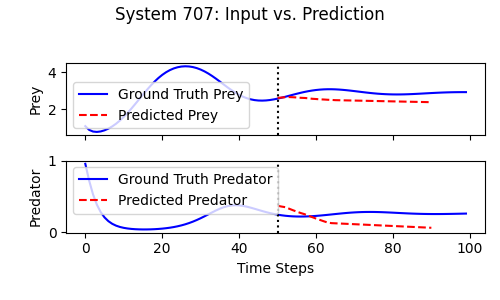 System 707: Input vs. Prediction
4
2
Prey
Ground Truth Prey
Predicted Prey
1
0
Predator
Ground Truth Predator
Predicted Predator
0 20 40 60 80 100
Time Steps